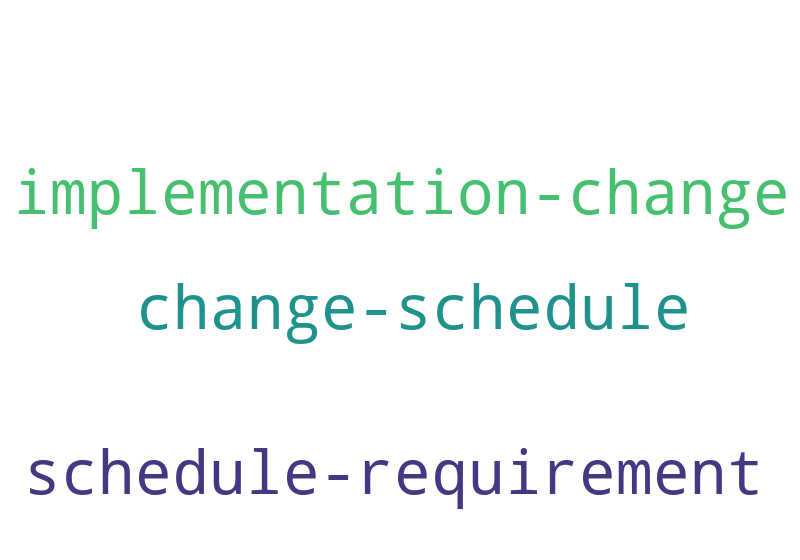 implementation-change
change-schedule
schedule-requirement